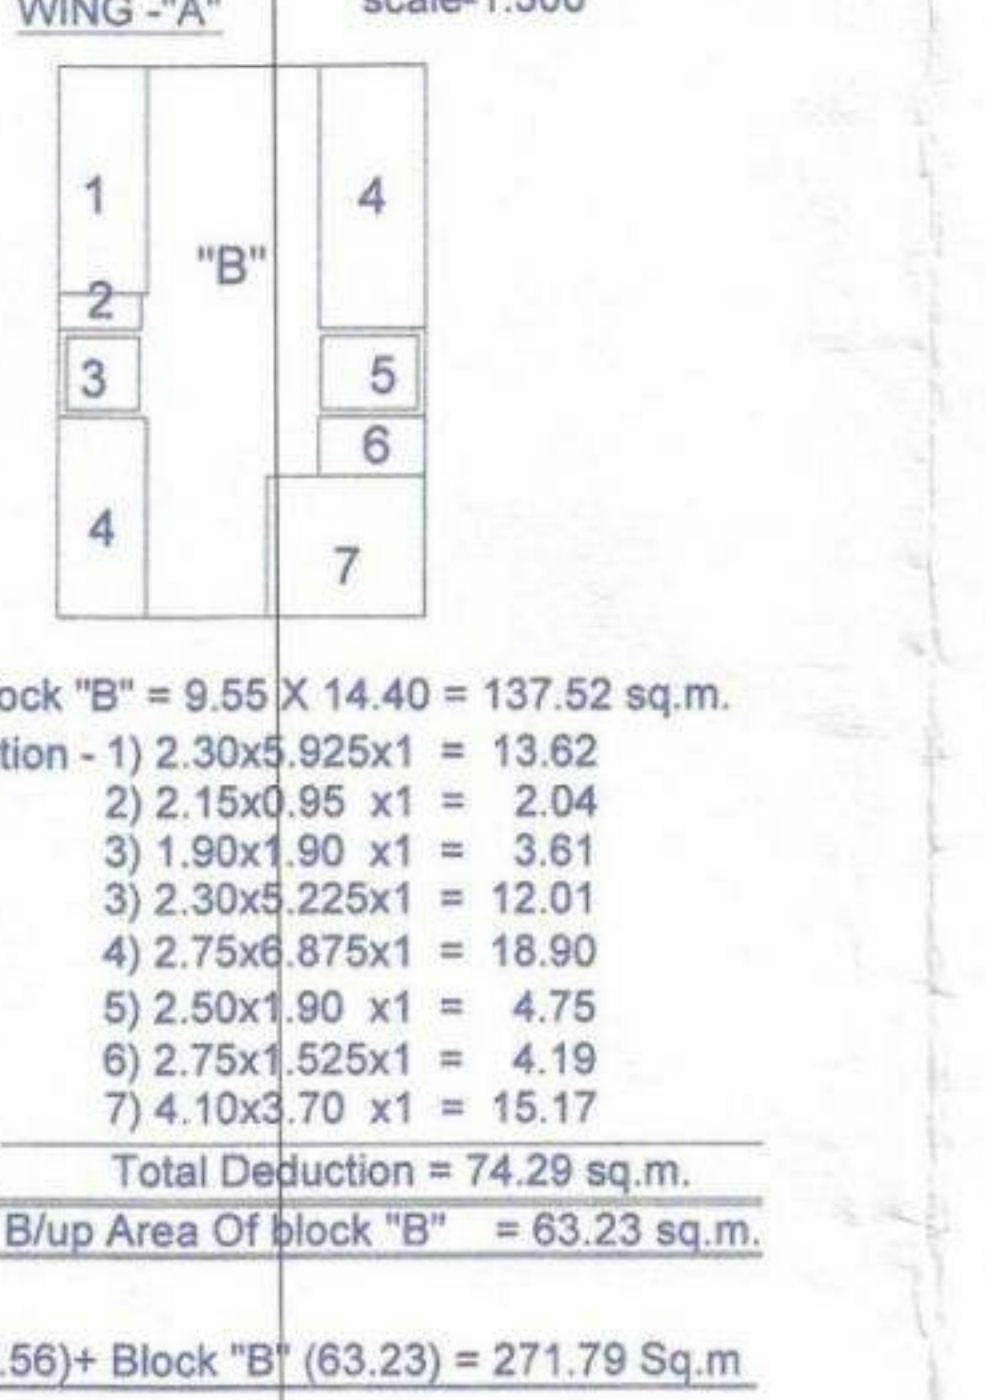 WING -"A" scale-1:500
1 4
"B"
2
3 5
6
4 7
ock "B" = 9.55 X 14.40 = 137.52 sq.m.
tion - 1) 2.30x5.925x1 = 13.62
2) 2.15x0.95 x1 = 2.04
3) 1.90x1.90 x1 = 3.61
3) 2.30x5.225x1 = 12.01
4) 2.75x6.875x1 = 18.90
5) 2.50x1.90 x1 = 4.75
6) 2.75x1.525x1 = 4.19
7) 4.10x3.70 x1 = 15.17
Total Deduction = 74.29 sq.m.
B/up Area Of block "B" = 63.23 sq.m.
.56)+ Block "B" (63.23) = 271.79 Sq.m